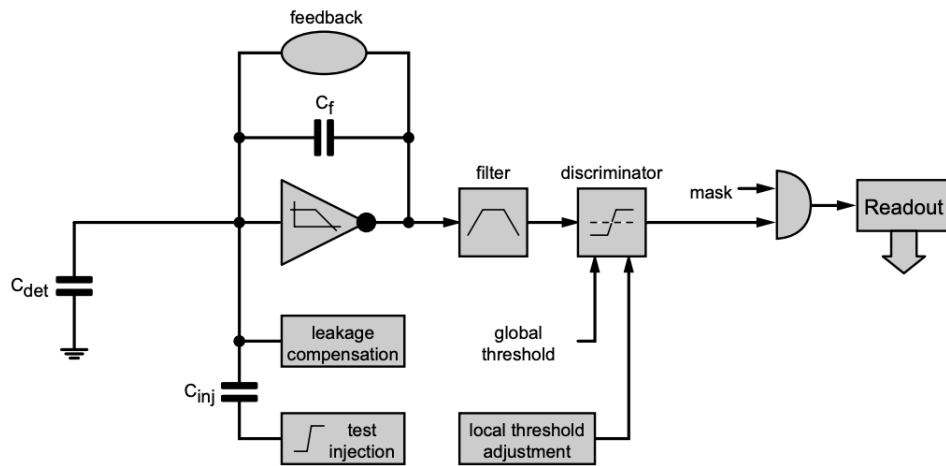 feedback
Cf
filter
discriminator
mask
Readout
Cdet
leakage
compensation
global
threshold
Cinj
test
injection
local threshold
adjustment